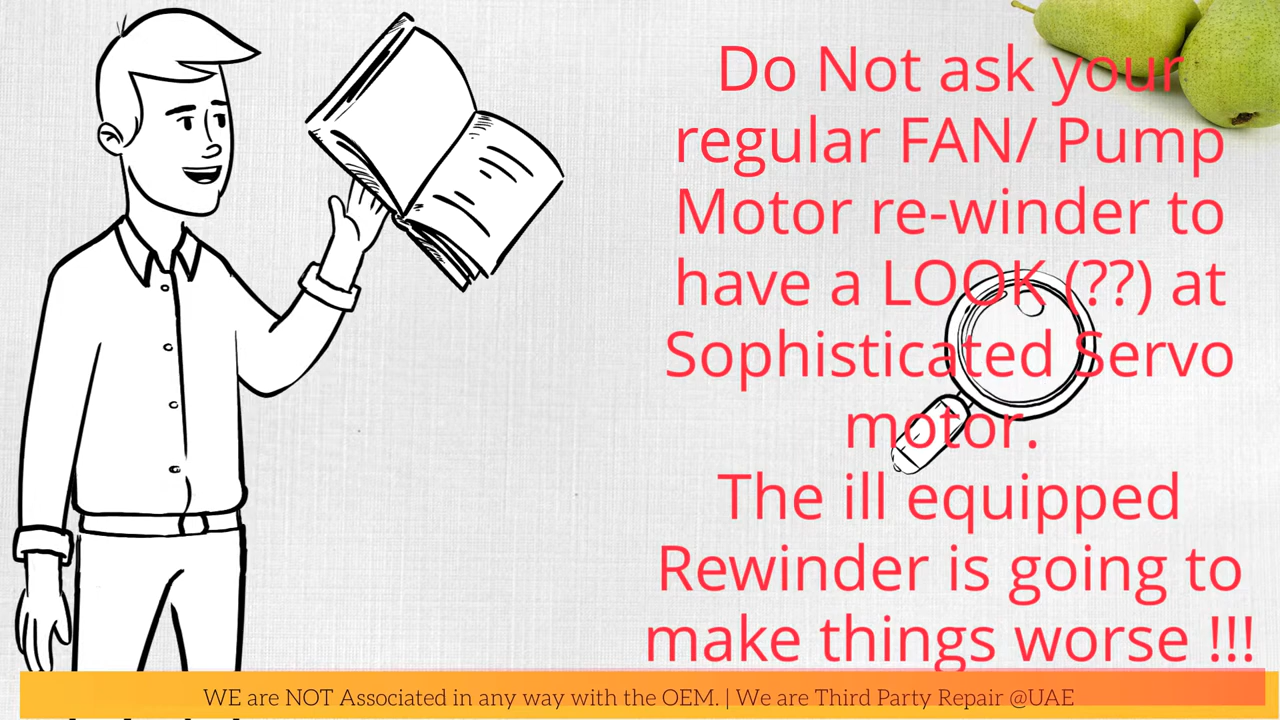 Do Not ask your
regular FAN/ Pump
Motor re-winder to
have a LOOK (??) at
Sophisticated Servo
motor.
The ill equipped
Rewinder is going to
make things worse !!!
WE are NOT Associated in any way with the OEM. | We are Third Party Repair @UAE